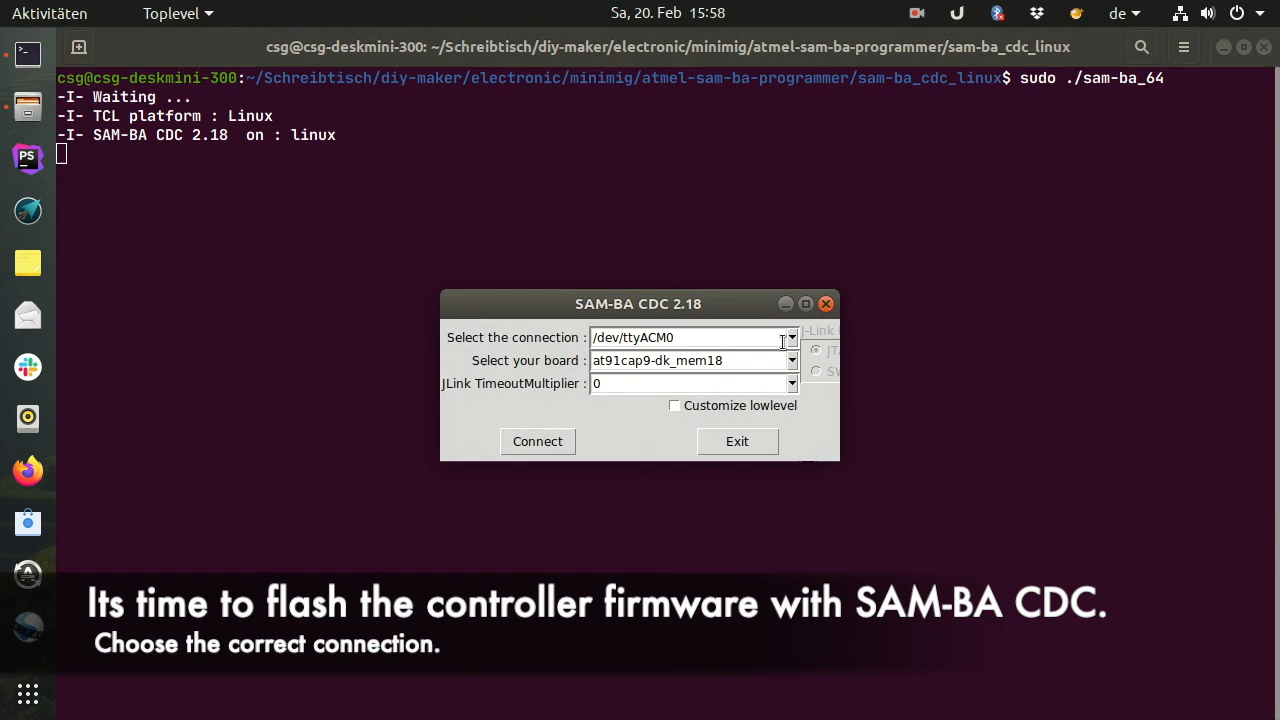 Aktivitäten
Toplevel
Sa, 20. Feb 15:58
de
csg@csg-deskmini-300: ~/Schreibtisch/diy-maker/electronic/minimig/atmel-sam-ba-programmer/sam-ba_cdc_linux
csg@csg-deskmini-300:~/Schreibtisch/diy-maker/electronic/minimig/atmel-sam-ba-programmer/sam-ba_cdc_linux$ sudo ./sam-ba_64
-I- Waiting ...
-I- TCL platform : Linux
-I- SAM-BA CDC 2.18 on : linux
PS
SAM-BA CDC 2.18
Select the connection : /dev/ttyACM0
J-Link
Select your board : at91cap9-dk_mem18
JLink TimeoutMultiplier : 0
Customize lowlevel
Connect
Exit
Its time to flash the controller firmware with SAM-BA CDC.
Choose the correct connection.